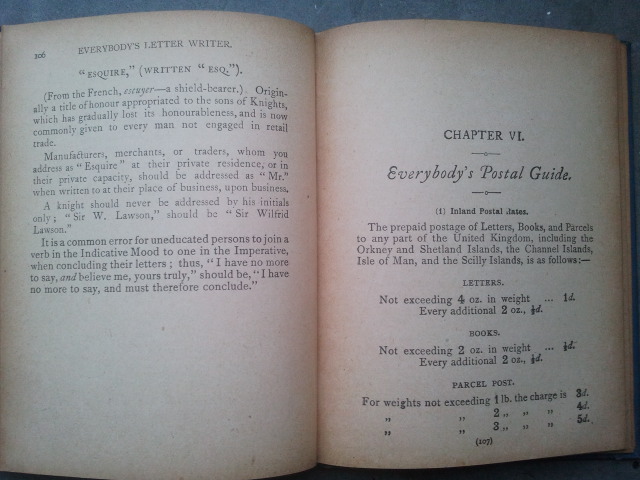 106 EVERYBODY'S LETTER WRITER.
"ESQUIRE," (WRITTEN "ESQ.").
(From the French, escuyer—a shield-bearer.) Origin-
ally a title of honour appropriated to the sons of Knights,
which has gradually lost its honourableness, and is now
commonly given to every man not engaged in retail
trade.
Manufacturers, merchants, or traders, whom you
address as "Esquire" at their private residence, or in
their private capacity, should be addressed as "Mr."
when written to at their place of business, upon business.
A knight should never be addressed by his initials
only; "Sir W. Lawson," should be "Sir Wilfrid
Lawson."
It is a common error for uneducated persons to join a
verb in the Indicative Mood to one in the Imperative,
when concluding their letters; thus, "I have no more
to say, and believe me, yours truly," should be, "I have
no more to say, and must therefore conclude."
CHAPTER VI.
Everybody's Postal Guide.
(1) Inland Postal Rates.
The prepaid postage of Letters, Books, and Parcels
to any part of the United Kingdom, including the
Orkney and Shetland Islands, the Channel Islands,
Isle of Man, and the Scilly Islands, is as follows:—
LETTERS.
Not exceeding 4 oz. in weight ... 1d.
Every additional 2 oz., ½d.
BOOKS.
Not exceeding 2 oz. in weight ... ½d.
Every additional 2 oz., ½d.
PARCEL POST.
For weights not exceeding 1 lb. the charge is 3d.
" " 2 " " " 4d.
" " 3 " " " 5d.
(107)